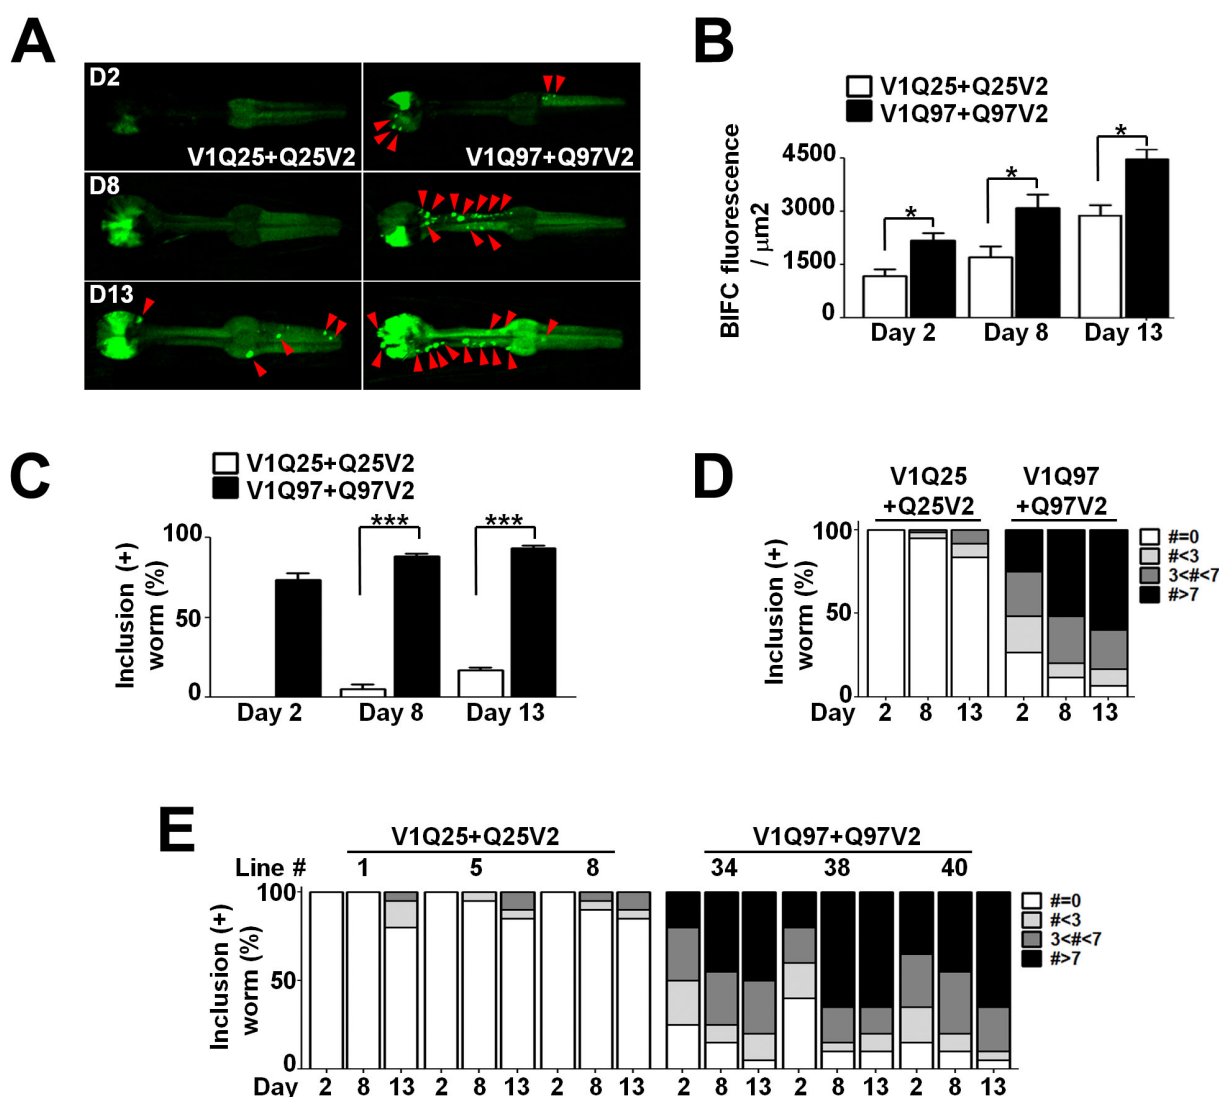 A
D2
V1Q25+Q25V2
V1Q97+Q97V2
D8
D13
B
V1Q25+Q25V2
V1Q97+Q97V2
BIFC fluorescence
/ µm2
4500
3000
1500
0
*
*
*
Day 2
Day 8
Day 13
C
V1Q25+Q25V2
V1Q97+Q97V2
Inclusion (+)
worm (%)
100
50
0
***
***
Day 2
Day 8
Day 13
D
V1Q25
+Q25V2
V1Q97
+Q97V2
Inclusion (+)
worm (%)
100
50
0
#=0
#<3
3<#<7
#>7
Day 2 8 13 2 8 13
E
V1Q25+Q25V2
V1Q97+Q97V2
Line # 1 5 8 34 38 40
Inclusion (+)
worm (%)
100
50
0
#=0
#<3
3<#<7
#>7
Day 2 8 13 2 8 13 2 8 13 2 8 13 2 8 13 2 8 13